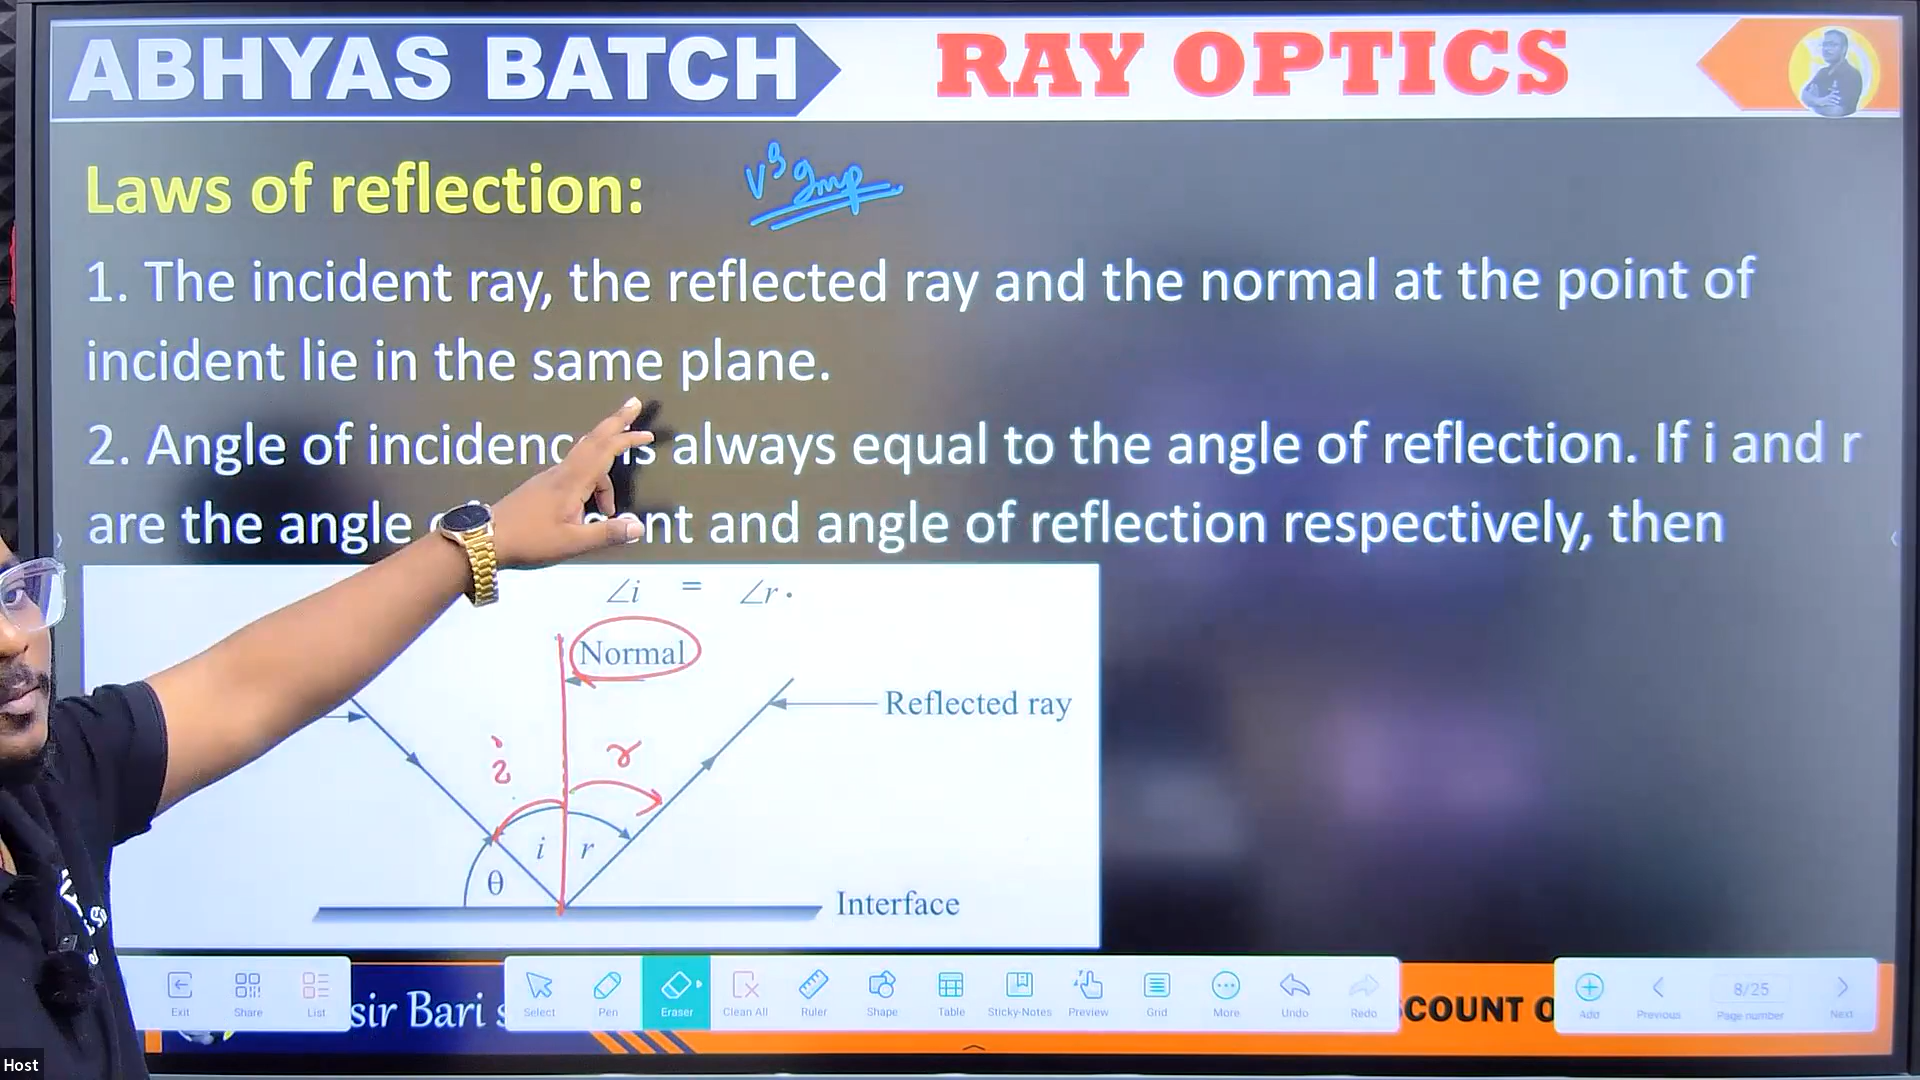 ABHYAS BATCH RAY OPTICS
Laws of reflection: V³ Imp
1. The incident ray, the reflected ray and the normal at the point of
incident lie in the same plane.
2. Angle of always equal to the angle of reflection. If i and r
are the angle and angle of reflection respectively, then
∠i = ∠r.
Normal
Reflected ray
i r
i r
θ
Interface
Exit Share List
sir Bari
Select Pen Eraser Clean All Ruler Shape Table Sticky-Notes Preview Grid More Undo Redo
Add Previous 8/25 Page number Next
Host